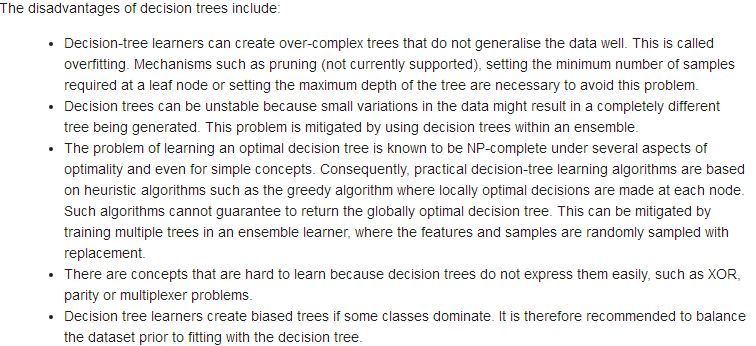 The disadvantages of decision trees include:
• Decision-tree learners can create over-complex trees that do not generalise the data well. This is called
overfitting. Mechanisms such as pruning (not currently supported), setting the minimum number of samples
required at a leaf node or setting the maximum depth of the tree are necessary to avoid this problem.
• Decision trees can be unstable because small variations in the data might result in a completely different
tree being generated. This problem is mitigated by using decision trees within an ensemble.
• The problem of learning an optimal decision tree is known to be NP-complete under several aspects of
optimality and even for simple concepts. Consequently, practical decision-tree learning algorithms are based
on heuristic algorithms such as the greedy algorithm where locally optimal decisions are made at each node.
Such algorithms cannot guarantee to return the globally optimal decision tree. This can be mitigated by
training multiple trees in an ensemble learner, where the features and samples are randomly sampled with
replacement.
• There are concepts that are hard to learn because decision trees do not express them easily, such as XOR,
parity or multiplexer problems.
• Decision tree learners create biased trees if some classes dominate. It is therefore recommended to balance
the dataset prior to fitting with the decision tree.